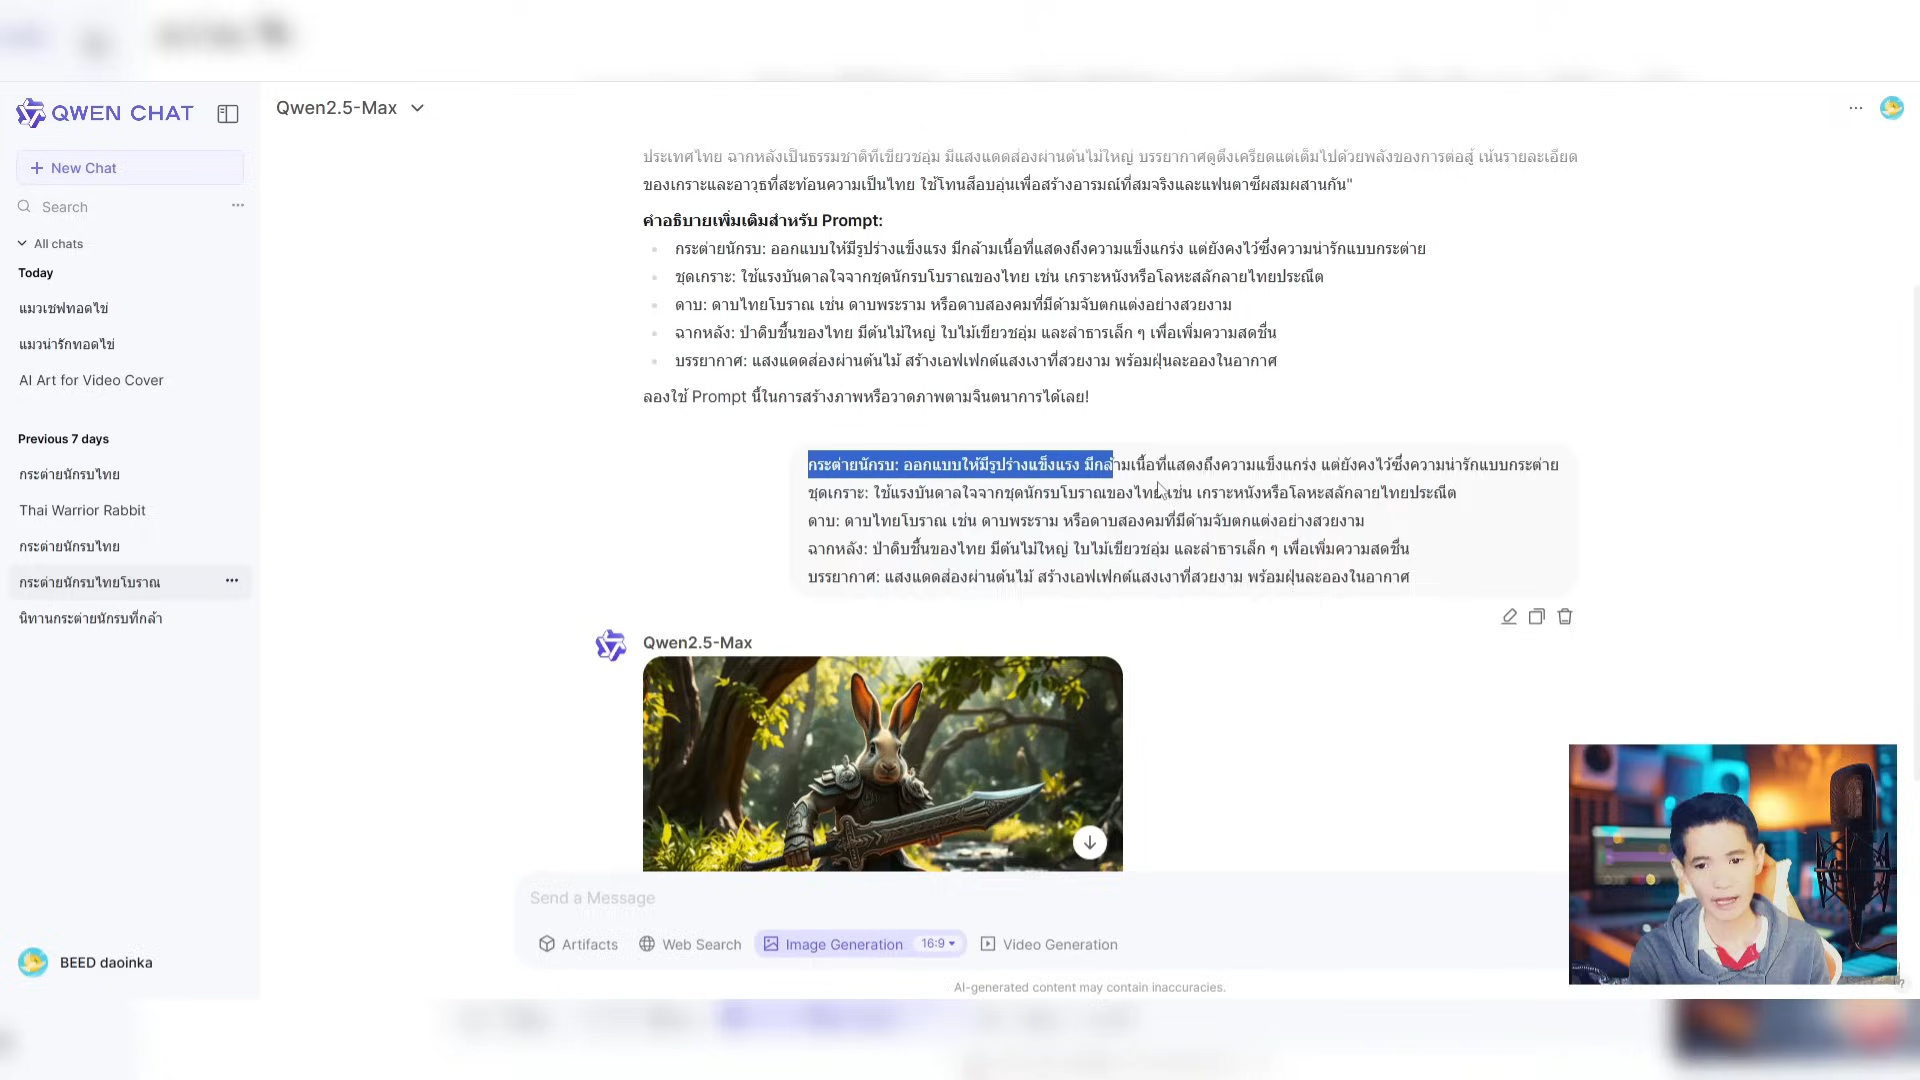 QWEN CHAT
Qwen2.5-Max
New Chat
Search
All chats
Today
แมวเชฟทอดไข่
แมวน่ารักทอดไข่
AI Art for Video Cover
Previous 7 days
กระต่ายนักรบไทย
Thai Warrior Rabbit
กระต่ายนักรบไทย
กระต่ายนักรบไทยโบราณ
นิทานกระต่ายนักรบที่กล้า
BEED daoinka
ประเทศไทย ฉากหลังเป็นธรรมชาติที่เขียวชอุ่ม มีแสงแดดส่องผ่านต้นไม้ใหญ่ บรรยากาศดูตึงเครียดแต่เต็มไปด้วยพลังของการต่อสู้ เน้นรายละเอียด
ของเกราะและอาวุธที่สะท้อนความเป็นไทย ใช้โทนสีอบอุ่นเพื่อสร้างอารมณ์ที่สมจริงและแฟนตาซีผสมผสานกัน"
คำอธิบายเพิ่มเติมสำหรับ Prompt:
กระต่ายนักรบ: ออกแบบให้มีรูปร่างแข็งแรง มีกล้ามเนื้อที่แสดงถึงความแข็งแกร่ง แต่ยังคงไว้ซึ่งความน่ารักแบบกระต่าย
ชุดเกราะ: ใช้แรงบันดาลใจจากชุดนักรบโบราณของไทย เช่น เกราะหนังหรือโลหะสลักลายไทยประณีต
ดาบ: ดาบไทยโบราณ เช่น ดาบพระราม หรือดาบสองคมที่มีด้ามจับตกแต่งอย่างสวยงาม
ฉากหลัง: ป่าดิบชื้นของไทย มีต้นไม้ใหญ่ ใบไม้เขียวชอุ่ม และลำธารเล็ก ๆ เพื่อเพิ่มความสดชื่น
บรรยากาศ: แสงแดดส่องผ่านต้นไม้ สร้างเอฟเฟกต์แสงเงาที่สวยงาม พร้อมฝุ่นละอองในอากาศ
ลองใช้ Prompt นี้ในการสร้างภาพหรือวาดภาพตามจินตนาการได้เลย!
กระต่ายนักรบ: ออกแบบให้มีรูปร่างแข็งแรง มีกล้ามเนื้อที่แสดงถึงความแข็งแกร่ง แต่ยังคงไว้ซึ่งความน่ารักแบบกระต่าย
ชุดเกราะ: ใช้แรงบันดาลใจจากชุดนักรบโบราณของไทย เช่น เกราะหนังหรือโลหะสลักลายไทยประณีต
ดาบ: ดาบไทยโบราณ เช่น ดาบพระราม หรือดาบสองคมที่มีด้ามจับตกแต่งอย่างสวยงาม
ฉากหลัง: ป่าดิบชื้นของไทย มีต้นไม้ใหญ่ ใบไม้เขียวชอุ่ม และลำธารเล็ก ๆ เพื่อเพิ่มความสดชื่น
บรรยากาศ: แสงแดดส่องผ่านต้นไม้ สร้างเอฟเฟกต์แสงเงาที่สวยงาม พร้อมฝุ่นละอองในอากาศ
Qwen2.5-Max
Send a Message
Artifacts Web Search Image Generation 16:9 Video Generation
AI-generated content may contain inaccuracies.